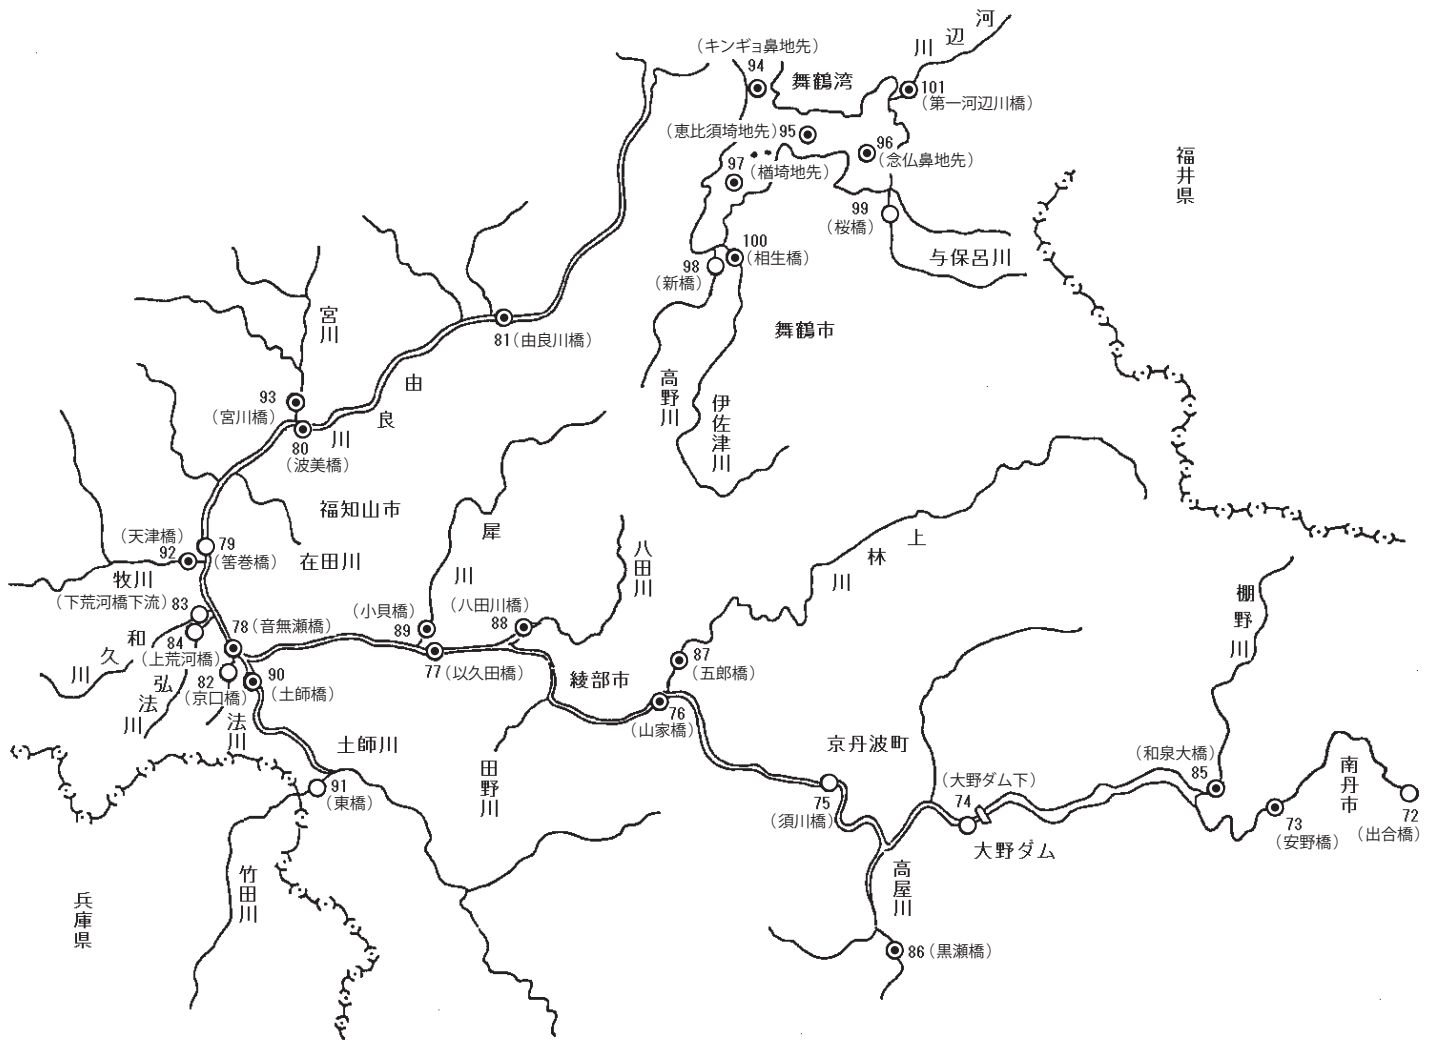 河辺川
（キンギョ鼻地先）
94
舞鶴湾
101
（第一河辺川橋）
（恵比須埼地先）95
96
（念仏鼻地先）
97
（楢埼地先）
福井県
99
（桜橋）
与保呂川
100
（相生橋）
98
（新橋）
舞鶴市
宮川
81（由良川橋）
高野川
伊佐津川
由良川
93
（宮川橋）
80
（波美橋）
福知山市
在田川
犀川
八田川
上林川
（天津橋）
92
79
（筈巻橋）
牧川
（下荒河橋下流）83
84
（上荒河橋）
78（音無瀬橋）
和久川
弘法川
82
（京口橋）
90
（土師橋）
法川
（小貝橋）
89
（八田川橋）
88
77（以久田橋）
綾部市
87
（五郎橋）
76
（山家橋）
棚野川
土師川
91
（東橋）
田野川
京丹波町
75
（須川橋）
（大野ダム下）
74
大野ダム
（和泉大橋）
85
南丹市
73
（安野橋）
72
（出合橋）
竹田川
兵庫県
高屋川
86（黒瀬橋）